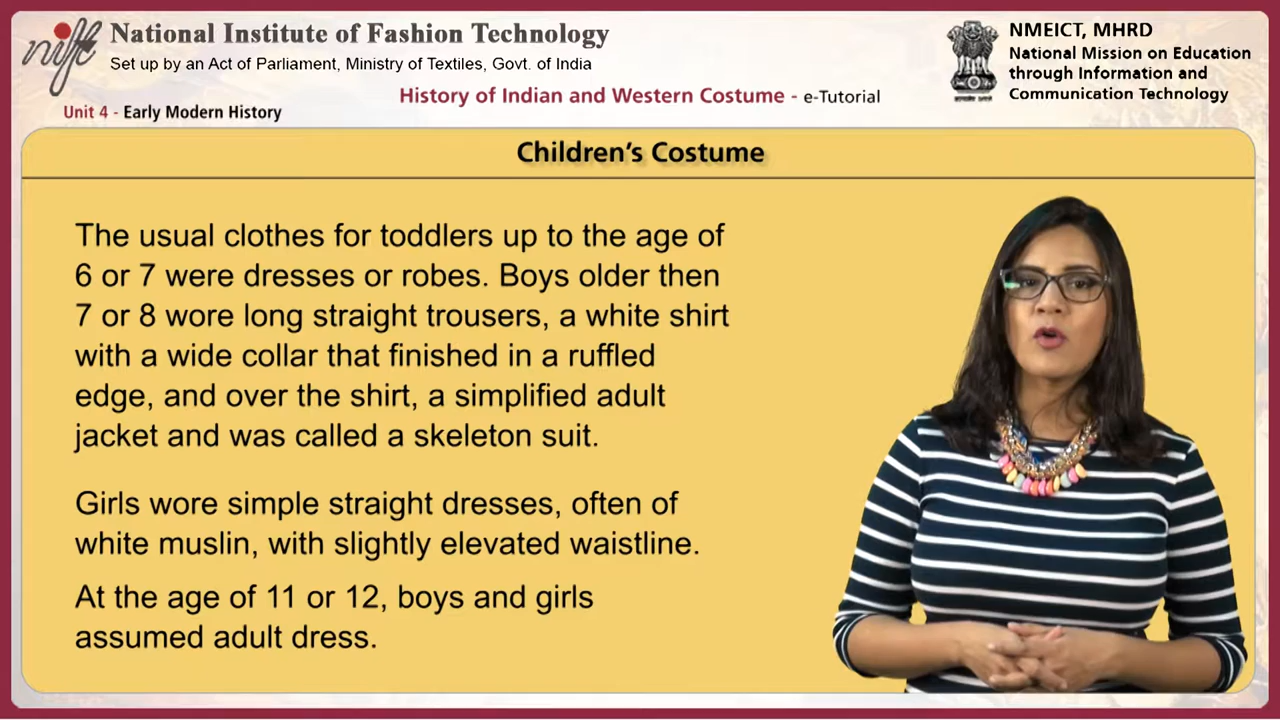 nift
National Institute of Fashion Technology
Set up by an Act of Parliament, Ministry of Textiles, Govt. of India
NMEICT, MHRD
National Mission on Education
through Information and
Communication Technology
History of Indian and Western Costume - e-Tutorial
Unit 4 - Early Modern History
Children's Costume
The usual clothes for toddlers up to the age of
6 or 7 were dresses or robes. Boys older then
7 or 8 wore long straight trousers, a white shirt
with a wide collar that finished in a ruffled
edge, and over the shirt, a simplified adult
jacket and was called a skeleton suit.
Girls wore simple straight dresses, often of
white muslin, with slightly elevated waistline.
At the age of 11 or 12, boys and girls
assumed adult dress.